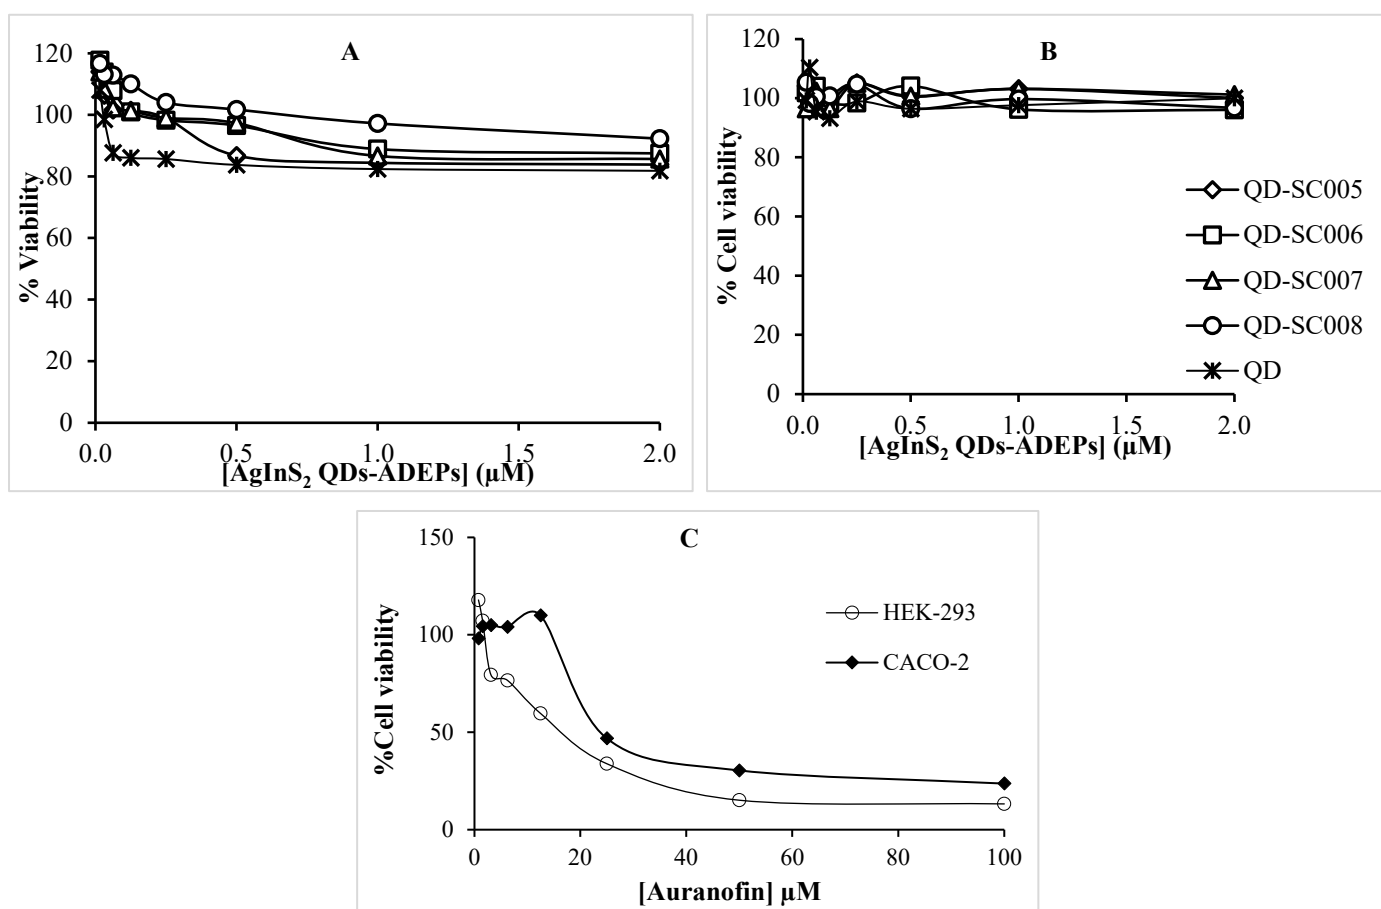 A
% Viability
120
100
80
60
40
20
0
0.0 0.5 1.0 1.5 2.0
[AgInS₂ QDs-ADEPs] (µM)
B
% Cell viability
120
100
80
60
40
20
0
0.0 0.5 1.0 1.5 2.0
[AgInS₂ QDs-ADEPs] (µM)
QD-SC005
QD-SC006
QD-SC007
QD-SC008
QD
C
%Cell viability
150
100
50
0
0 20 40 60 80 100
[Auranofin] µM
HEK-293
CACO-2